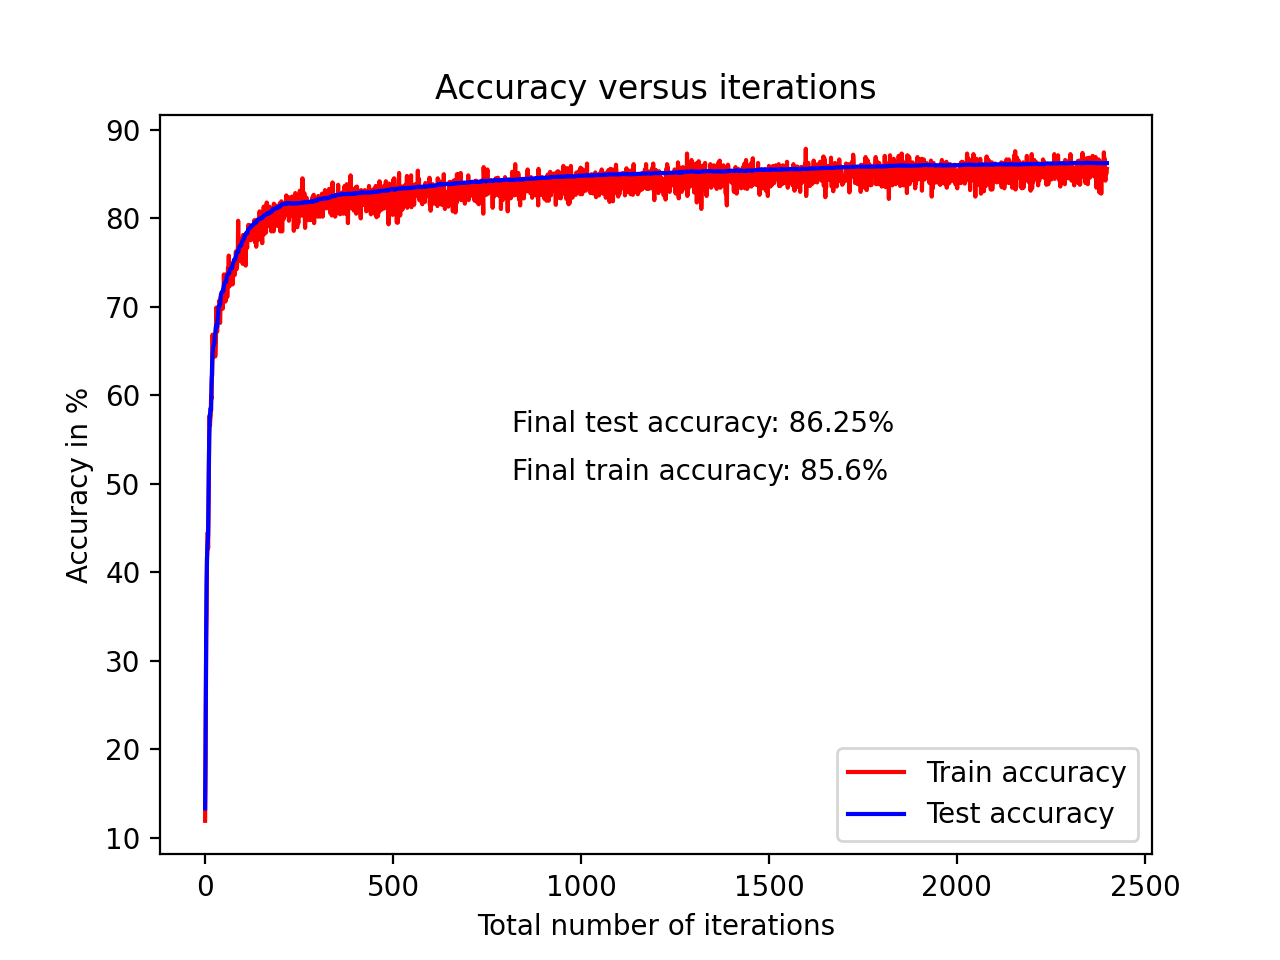 Accuracy versus iterations
90
80
70
60
50
40
30
20
10
Accuracy in %
Final test accuracy: 86.25%
Final train accuracy: 85.6%
Train accuracy
Test accuracy
0 500 1000 1500 2000 2500
Total number of iterations